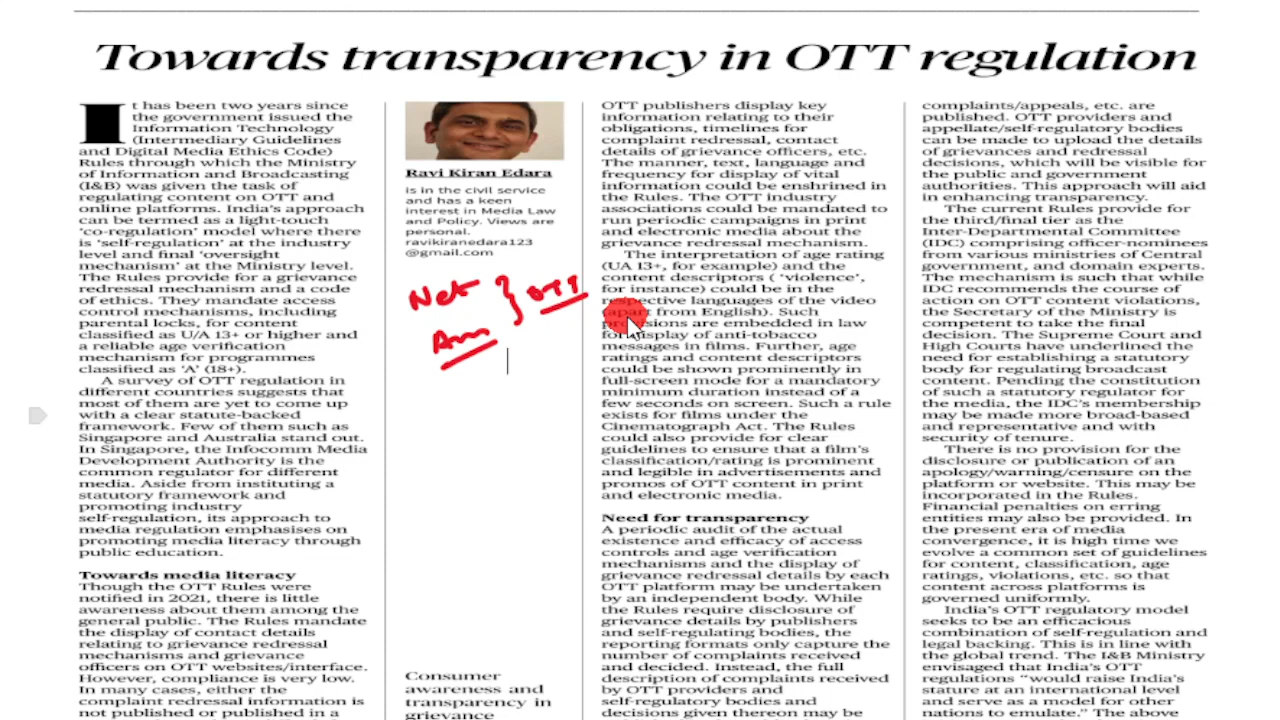 Towards transparency in OTT regulation
It has been two years since
the government issued the
Information Technology
(Intermediary Guidelines
and Digital Media Ethics Code)
Rules through which the Ministry
of Information and Broadcasting
(I&B) was given the task of
regulating content on OTT and
online platforms. India's approach
can be termed as a light-touch
'co-regulation' model where there
is 'self-regulation' at the industry
level and final 'oversight
mechanism' at the Ministry level.
The Rules provide for a grievance
redressal mechanism and a code
of ethics. They mandate access
control mechanisms, including
parental locks, for content
classified as U/A 13+ or higher and
a reliable age verification
mechanism for programmes
classified as 'A' (18+).
A survey of OTT regulation in
different countries suggests that
most of them are yet to come up
with a clear statute-backed
framework. Few of them such as
Singapore and Australia stand out.
In Singapore, the Infocomm Media
Development Authority is the
common regulator for different
media. Aside from instituting a
statutory framework and
promoting industry
self-regulation, its approach to
media regulation emphasises on
promoting media literacy through
public education.
Towards media literacy
Though the OTT Rules were
notified in 2021, there is little
awareness about them among the
general public. The Rules mandate
the display of contact details
relating to grievance redressal
mechanisms and grievance
officers on OTT websites/interface.
However, compliance is very low.
In many cases, either the
complaint redressal information is
not published or published in a
Ravi Kiran Edara
is in the civil service
and has a keen
interest in Media Law
and Policy. Views are
personal.
ravikiranedara123
@gmail.com
Net } OTT
Am
Consumer
awareness and
transparency in
grievance
OTT publishers display key
information relating to their
obligations, timelines for
complaint redressal, contact
details of grievance officers, etc.
The manner, text, language and
frequency for display of vital
information could be enshrined in
the Rules. The OTT industry
associations could be mandated to
run periodic campaigns in print
and electronic media about the
grievance redressal mechanism.
The interpretation of age rating
(UA 13+, for example) and the
content descriptors ( 'violence',
for instance) could be in the
respective languages of the video
(apart from English). Such
provisions are embedded in law
for display of anti-tobacco
messages in films. Further, age
ratings and content descriptors
could be shown prominently in
full-screen mode for a mandatory
minimum duration instead of a
few seconds on screen. Such a rule
exists for films under the
Cinematograph Act. The Rules
could also provide for clear
guidelines to ensure that a film's
classification/rating is prominent
and legible in advertisements and
promos of OTT content in print
and electronic media.
Need for transparency
A periodic audit of the actual
existence and efficacy of access
controls and age verification
mechanisms and the display of
grievance redressal details by each
OTT platform may be undertaken
by an independent body. While
the Rules require disclosure of
grievance details by publishers
and self-regulating bodies, the
reporting formats only capture the
number of complaints received
and decided. Instead, the full
description of complaints received
by OTT providers and
self-regulatory bodies and
decisions given thereon may be
complaints/appeals, etc. are
published. OTT providers and
appellate/self-regulatory bodies
can be made to upload the details
of grievances and redressal
decisions, which will be visible for
the public and government
authorities. This approach will aid
in enhancing transparency.
The current Rules provide for
the third/final tier as the
Inter-Departmental Committee
(IDC) comprising officer-nominees
from various ministries of Central
government, and domain experts.
The mechanism is such that while
IDC recommends the course of
action on OTT content violations,
the Secretary of the Ministry is
competent to take the final
decision. The Supreme Court and
High Courts have underlined the
need for establishing a statutory
body for regulating broadcast
content. Pending the constitution
of such a statutory regulator for
the media, the IDC's membership
may be made more broad-based
and representative and with
security of tenure.
There is no provision for the
disclosure or publication of an
apology/warning/censure on the
platform or website. This may be
incorporated in the Rules.
Financial penalties on erring
entities may also be provided. In
the present era of media
convergence, it is high time we
evolve a common set of guidelines
for content, classification, age
ratings, violations, etc. so that
content across platforms is
governed uniformly.
India's OTT regulatory model
seeks to be an efficacious
combination of self-regulation and
legal backing. This is in line with
the global trend. The I&B Ministry
envisaged that India's OTT
regulations "would raise India's
stature at an international level
and serve as a model for other
nations to emulate." The above